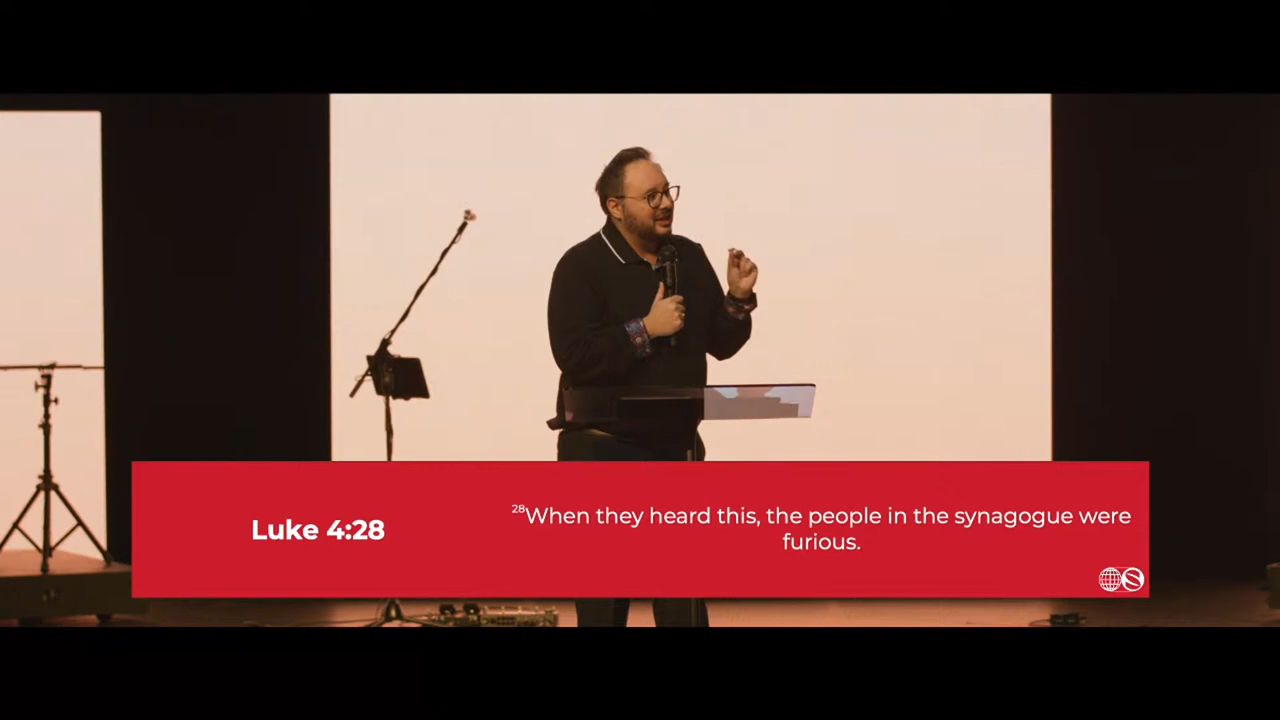 Luke 4:28
28When they heard this, the people in the synagogue were
furious.